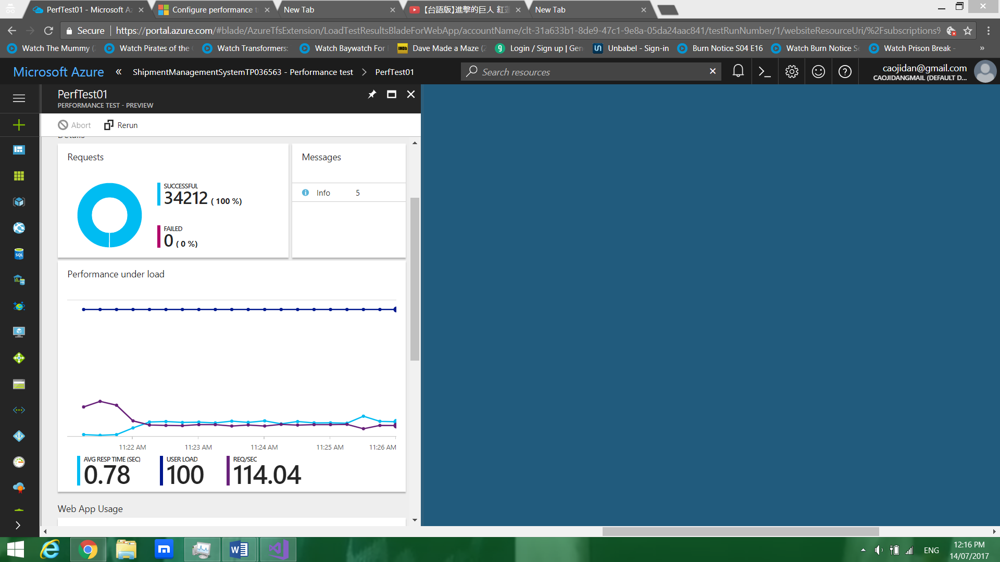 PerfTest01 - Microsoft Az
Configure performance t
New Tab
【台語版】進擊的巨人 紅蓮
New Tab
Secure
https://portal.azure.com/#blade/AzureTfsExtension/LoadTestResultsBladeForWebApp/accountName/clt-31a633b1-8de9-47c1-9e8a-05da24aac841/testRunNumber/1/websiteResourceUri/%2Fsubscriptions%
Watch The Mummy (
Watch Pirates of the
Watch Transformers:
Watch Baywatch For
IMDb
Dave Made a Maze (2
Login / Sign up | Gen
Unbabel - Sign-in
Burn Notice S04 E16
Watch Burn Notice S
Watch Prison Break -
»
Microsoft Azure
«
ShipmentManagementSystemTP036563 - Performance test
PerfTest01
Search resources
caojidan@gmail.com
CAOJIDANGMAIL (DEFAULT D...
PerfTest01
PERFORMANCE TEST - PREVIEW
Abort
Rerun
Details
Requests
SUCCESSFUL
34212 ( 100 %)
FAILED
0 ( 0 %)
Messages
Info 5
SQL
Performance under load
11:22 AM
11:23 AM
11:24 AM
11:25 AM
11:26 AM
AVG RESP TIME (SEC)
0.78
USER LOAD
100
REQ/SEC
114.04
Web App Usage
ENG
12:16 PM
14/07/2017